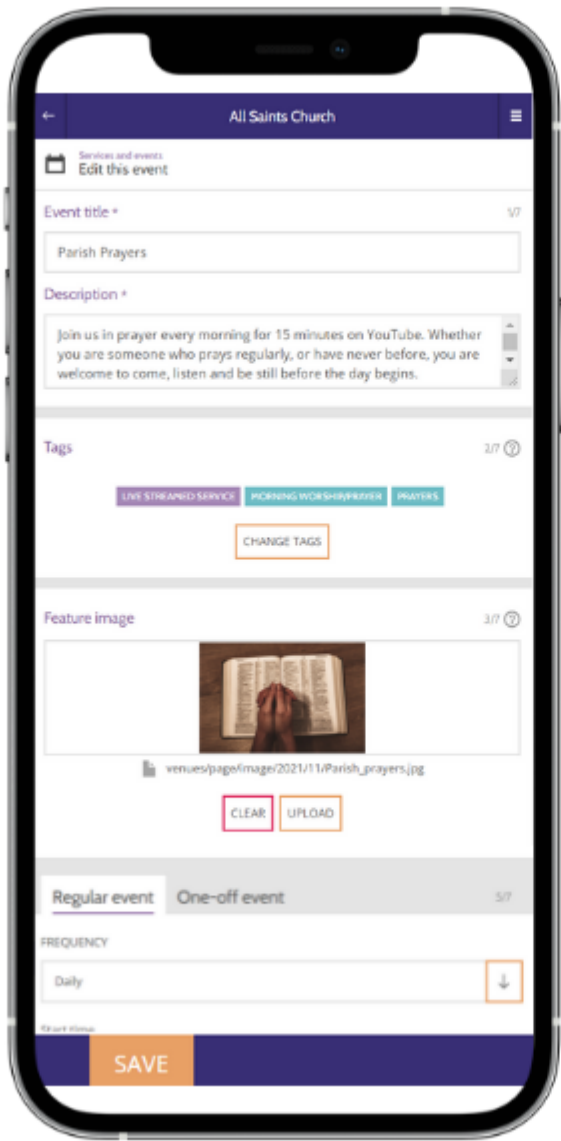 All Saints Church
Services and events
Edit this event
Event title *
1/7
Parish Prayers
Description *
Join us in prayer every morning for 15 minutes on YouTube. Whether
you are someone who prays regularly, or have never before, you are
welcome to come, listen and be still before the day begins.
Tags
2/7
LIVE STREAMED SERVICE MORNING WORSHIP/PRAYER PRAYERS
CHANGE TAGS
Feature image
3/7
venues/page/image/2021/11/Parish_prayers.jpg
CLEAR UPLOAD
Regular event One-off event
5/7
FREQUENCY
Daily
Start time
SAVE